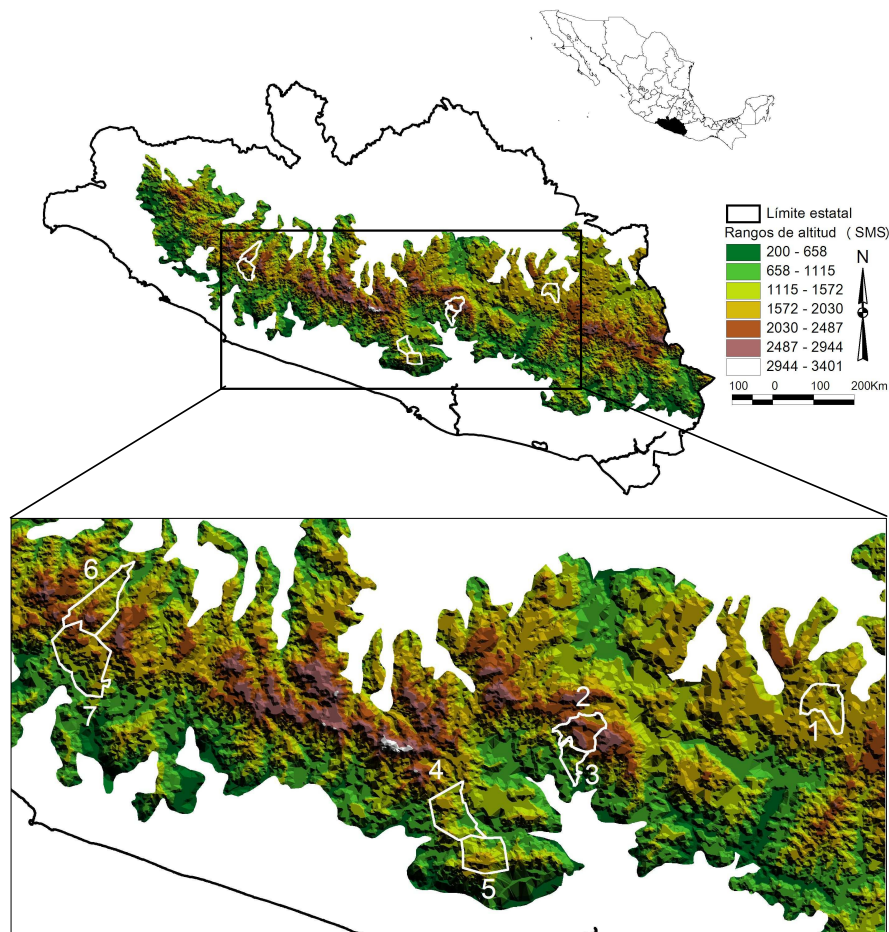 Límite estatal
Rangos de altitud ( SMS)
N
200 - 658
658 - 1115
1115 - 1572
1572 - 2030
2030 - 2487
2487 - 2944
2944 - 3401
100 0 100 200Km
6
7
2
1
3
4
5